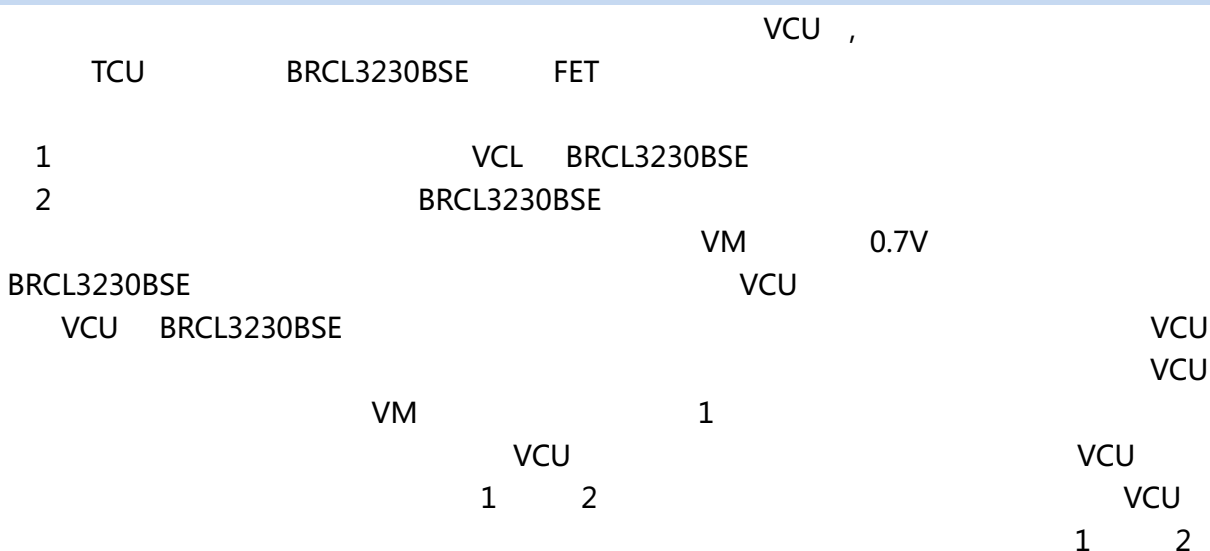 VCU ,
TCU BRCL3230BSE FET
1 VCL BRCL3230BSE
2 BRCL3230BSE
VM 0.7V
BRCL3230BSE VCU
VCU BRCL3230BSE VCU
VCU
VM 1
VCU VCU
1 2 VCU
1 2